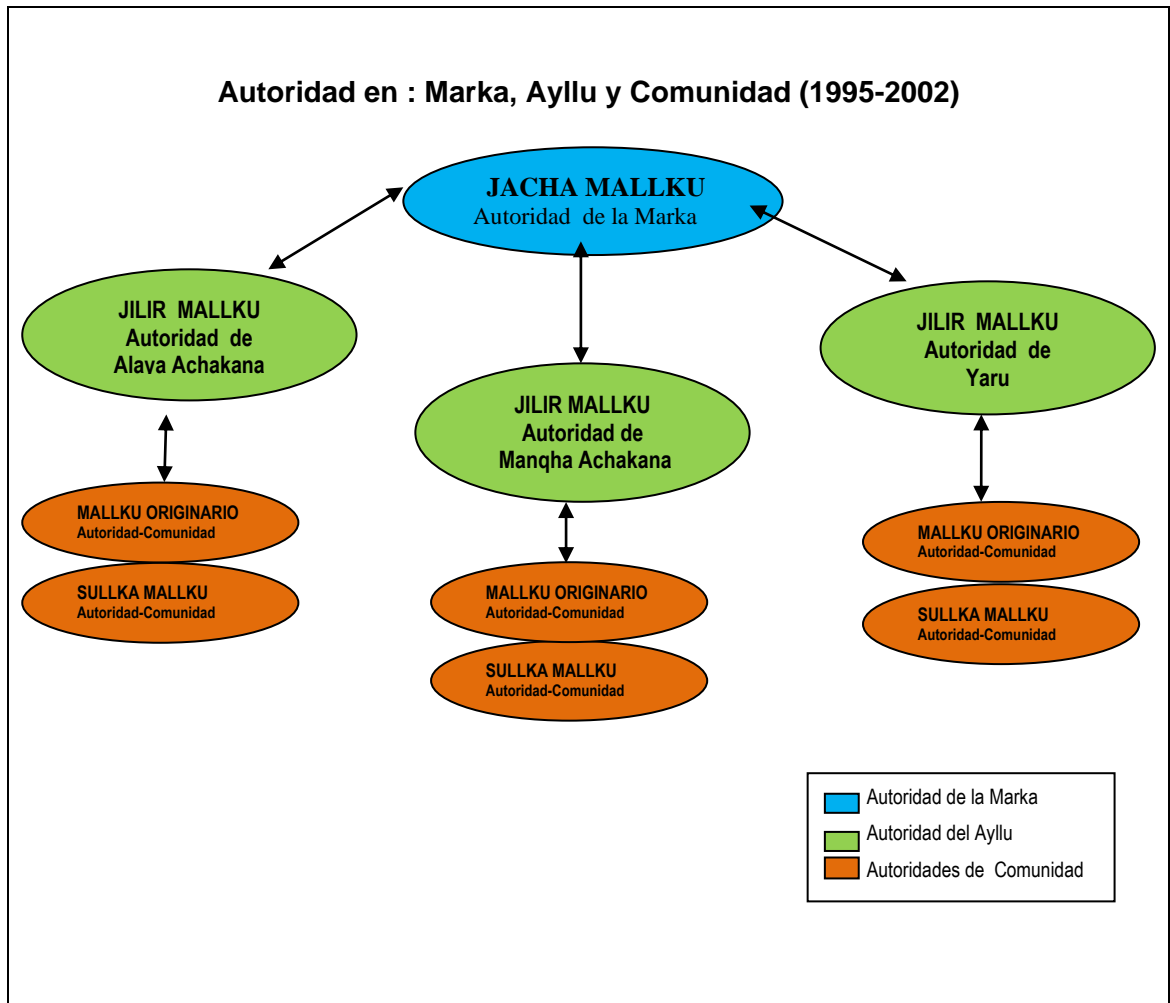 Autoridad en : Marka, Ayllu y Comunidad (1995-2002)
JACHA MALLKU
Autoridad de la Marka
JILIR MALLKU
Autoridad de
Alaya Achakana
JILIR MALLKU
Autoridad de
Manqha Achakana
JILIR MALLKU
Autoridad de
Yaru
MALLKU ORIGINARIO
Autoridad-Comunidad
SULLKA MALLKU
Autoridad-Comunidad
MALLKU ORIGINARIO
Autoridad-Comunidad
SULLKA MALLKU
Autoridad-Comunidad
MALLKU ORIGINARIO
Autoridad-Comunidad
SULLKA MALLKU
Autoridad-Comunidad
Autoridad de la Marka
Autoridad del Ayllu
Autoridades de Comunidad